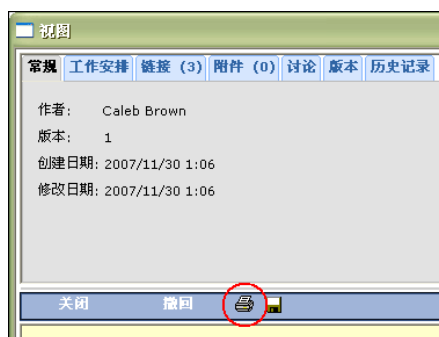 视图
常规 工作安排 链接 (3) 附件 (0) 讨论 版本 历史记录
作者: Caleb Brown
版本: 1
创建日期: 2007/11/30 1:06
修改日期: 2007/11/30 1:06
关闭 撤回